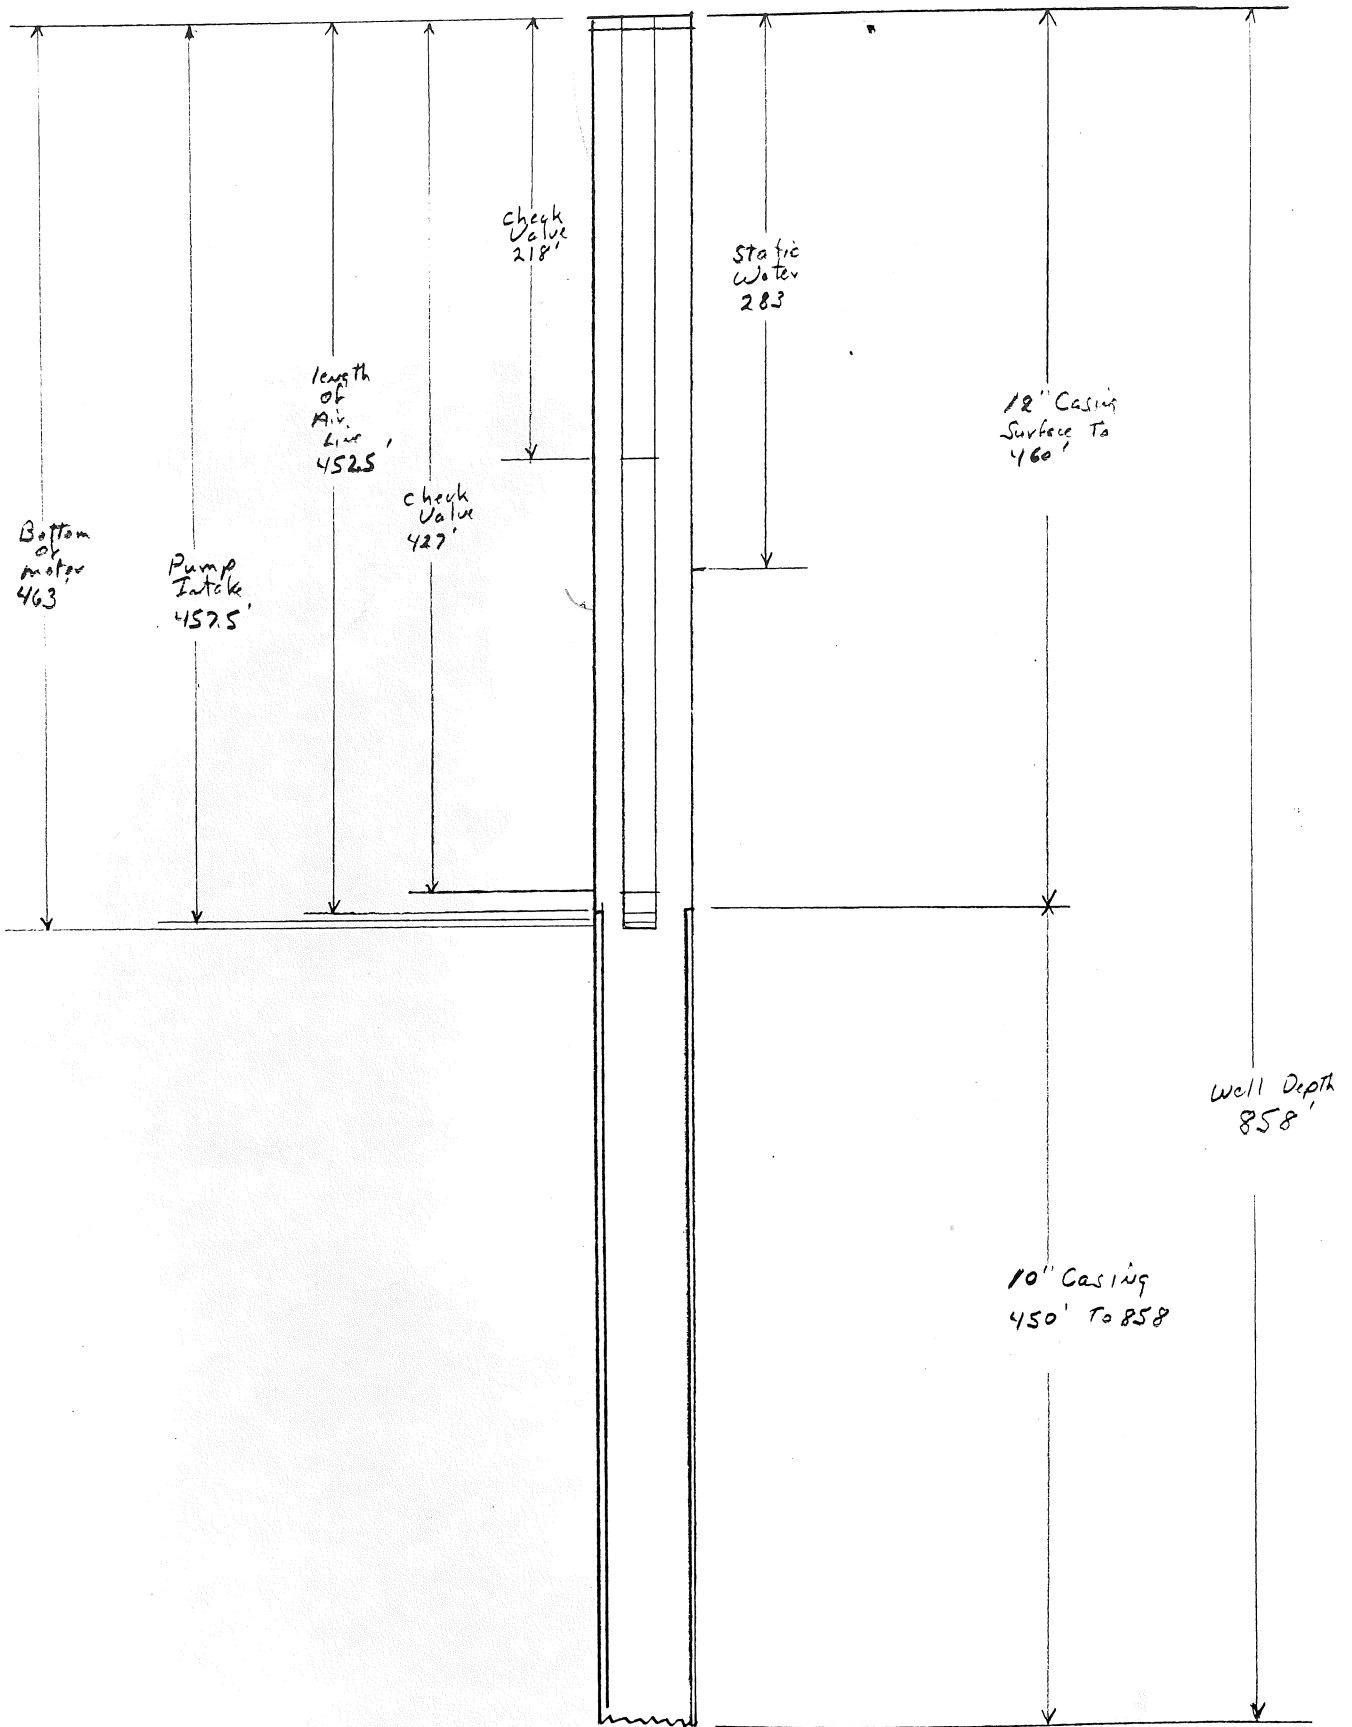 check
Valve
218'
Static
Water
283
length
of
Air
Line
452.5'
12" Casing
Surface To
460'
check
Valve
427'
Bottom
of
motor
463'
Pump
Intake
457.5'
Well Depth
858'
10" Casing
450' To 858